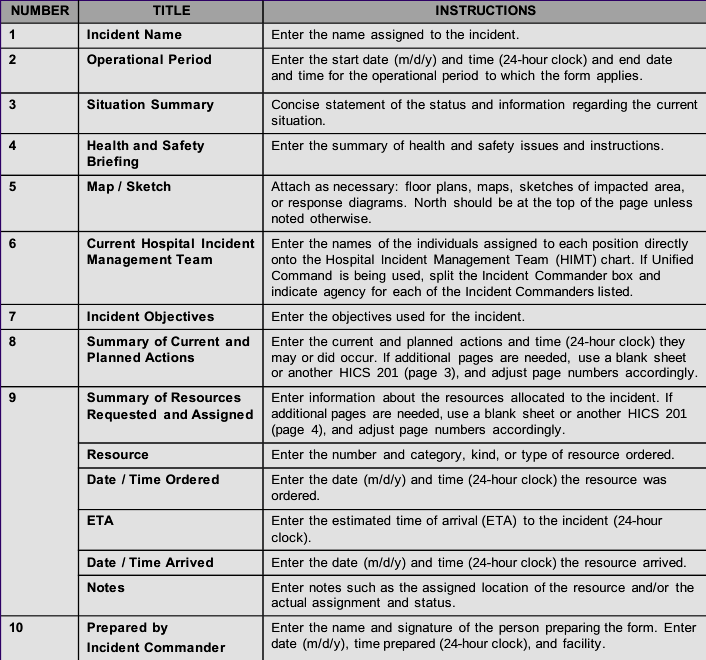 NUMBER TITLE INSTRUCTIONS
1 Incident Name Enter the name assigned to the incident.
2 Operational Period Enter the start date (m/d/y) and time (24-hour clock) and end date
and time for the operational period to which the form applies.
3 Situation Summary Concise statement of the status and information regarding the current
situation.
4 Health and Safety Enter the summary of health and safety issues and instructions.
Briefing
5 Map / Sketch Attach as necessary: floor plans, maps, sketches of impacted area,
or response diagrams. North should be at the top of the page unless
noted otherwise.
6 Current Hospital Incident Enter the names of the individuals assigned to each position directly
Management Team onto the Hospital Incident Management Team (HIMT) chart. If Unified
Command is being used, split the Incident Commander box and
indicate agency for each of the Incident Commanders listed.
7 Incident Objectives Enter the objectives used for the incident.
8 Summary of Current and Enter the current and planned actions and time (24-hour clock) they
Planned Actions may or did occur. If additional pages are needed, use a blank sheet
or another HICS 201 (page 3), and adjust page numbers accordingly.
9 Summary of Resources Enter information about the resources allocated to the incident. If
Requested and Assigned additional pages are needed, use a blank sheet or another HICS 201
(page 4), and adjust page numbers accordingly.
Resource Enter the number and category, kind, or type of resource ordered.
Date / Time Ordered Enter the date (m/d/y) and time (24-hour clock) the resource was
ordered.
ETA Enter the estimated time of arrival (ETA) to the incident (24-hour
clock).
Date / Time Arrived Enter the date (m/d/y) and time (24-hour clock) the resource arrived.
Notes Enter notes such as the assigned location of the resource and/or the
actual assignment and status.
10 Prepared by Enter the name and signature of the person preparing the form. Enter
Incident Commander date (m/d/y), time prepared (24-hour clock), and facility.